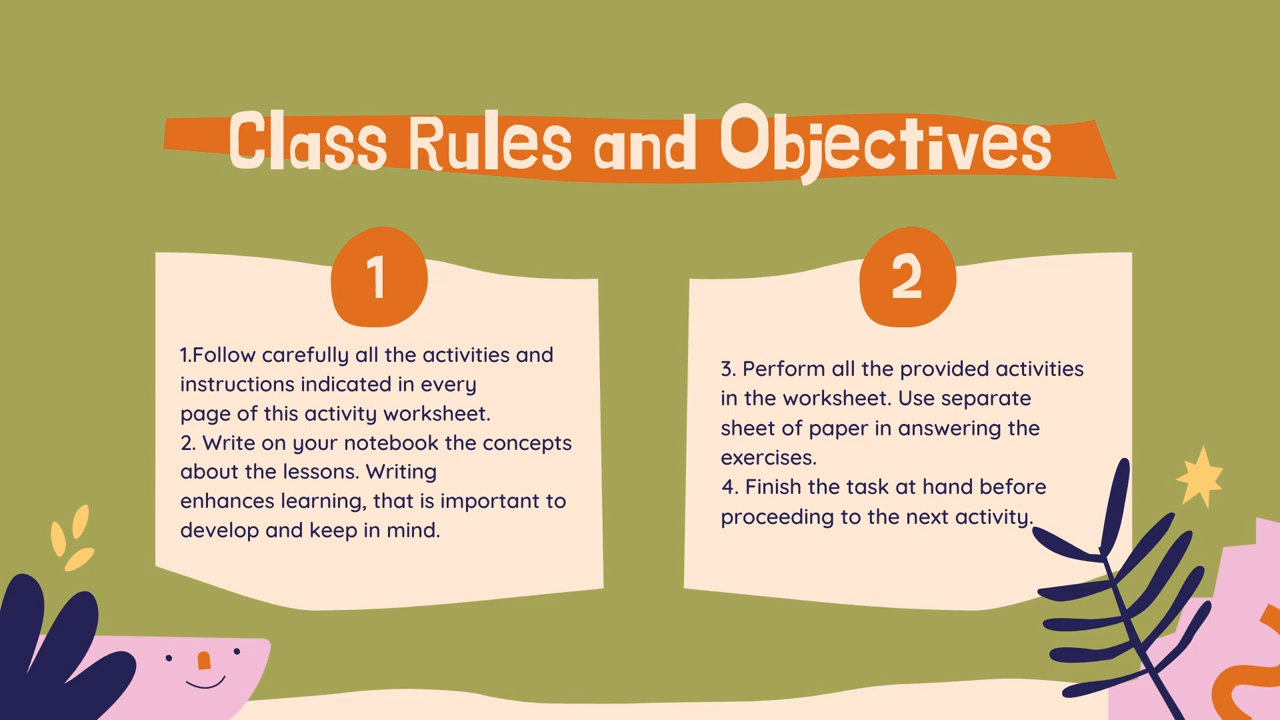 Class Rules and Objectives
1
1.Follow carefully all the activities and
instructions indicated in every
page of this activity worksheet.
2. Write on your notebook the concepts
about the lessons. Writing
enhances learning, that is important to
develop and keep in mind.
2
3. Perform all the provided activities
in the worksheet. Use separate
sheet of paper in answering the
exercises.
4. Finish the task at hand before
proceeding to the next activity.